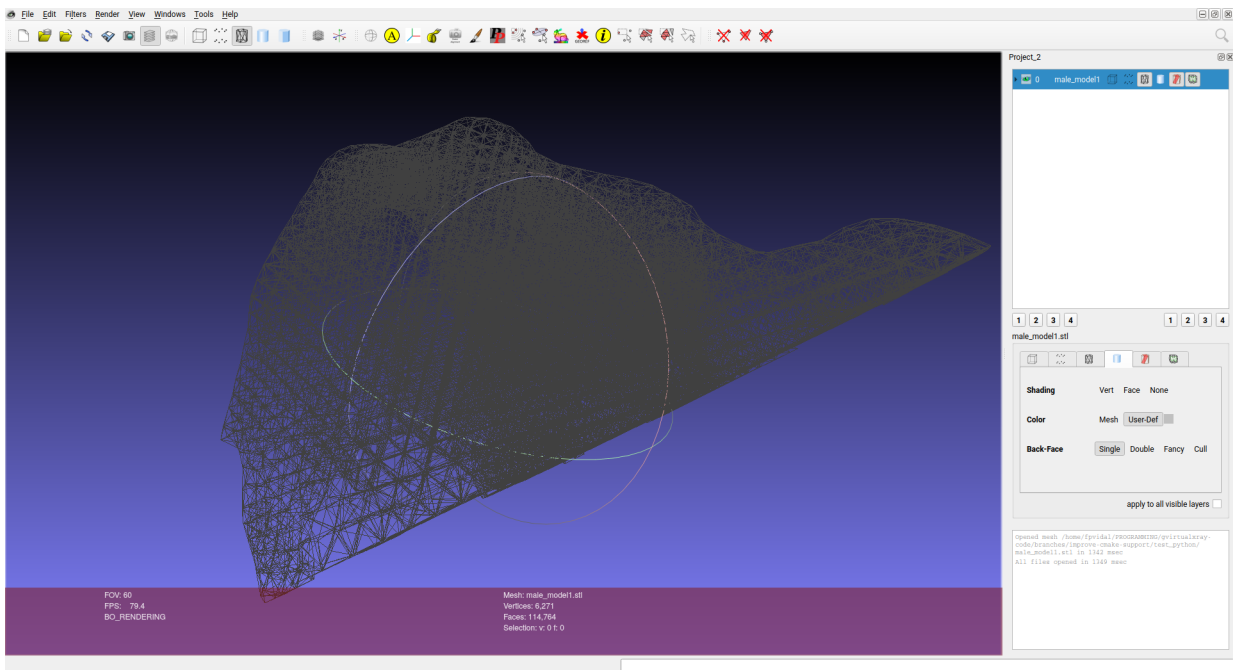 File Edit Filters Render View Windows Tools Help
Project_2
0 male_model1
1 2 3 4 1 2 3 4
male_model1.stl
Shading Vert Face None
Color Mesh User-Def
Back-Face Single Double Fancy Cull
apply to all visible layers
Opened mesh /home/fpvidal/PROGRAMMING/gvirtualxray-
code/branches/improve-cmake-support/test_python/
male_model1.stl in 1342 msec
All files opened in 1349 msec
FOV: 60
FPS: 79.4
BO_RENDERING
Mesh: male_model1.stl
Vertices: 6,271
Faces: 114,764
Selection: v: 0 f: 0